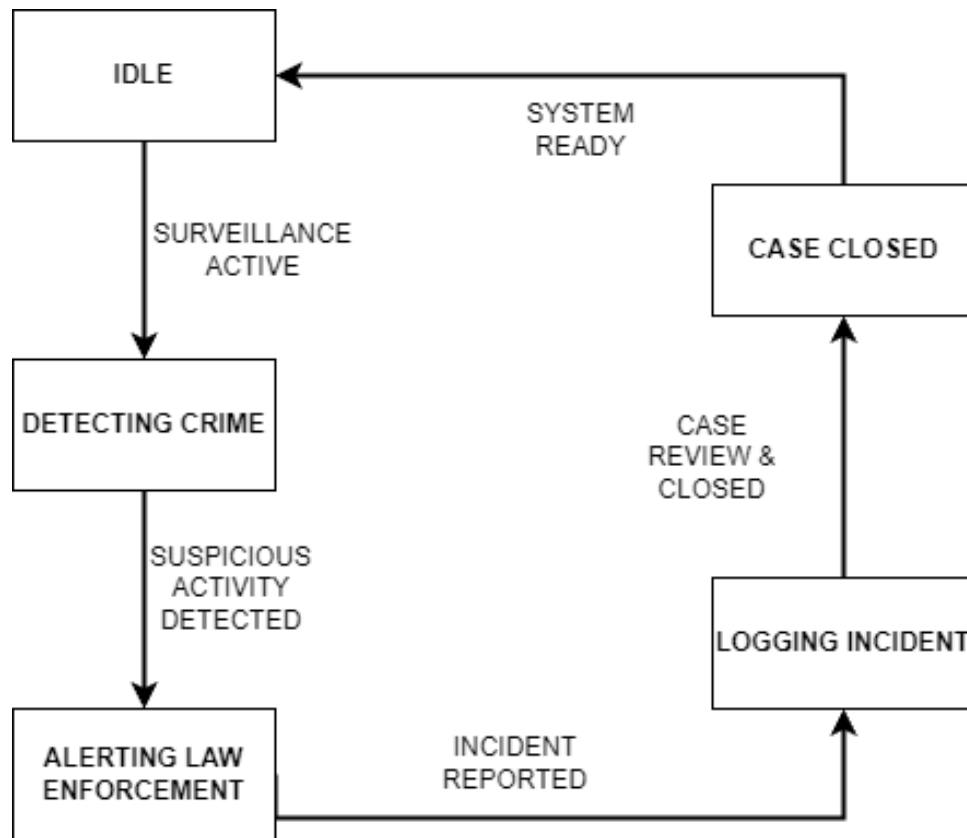 IDLE
SYSTEM
READY
SURVEILLANCE
ACTIVE
CASE CLOSED
DETECTING CRIME
CASE
REVIEW &
CLOSED
SUSPICIOUS
ACTIVITY
DETECTED
LOGGING INCIDENT
ALERTING LAW
ENFORCEMENT
INCIDENT
REPORTED